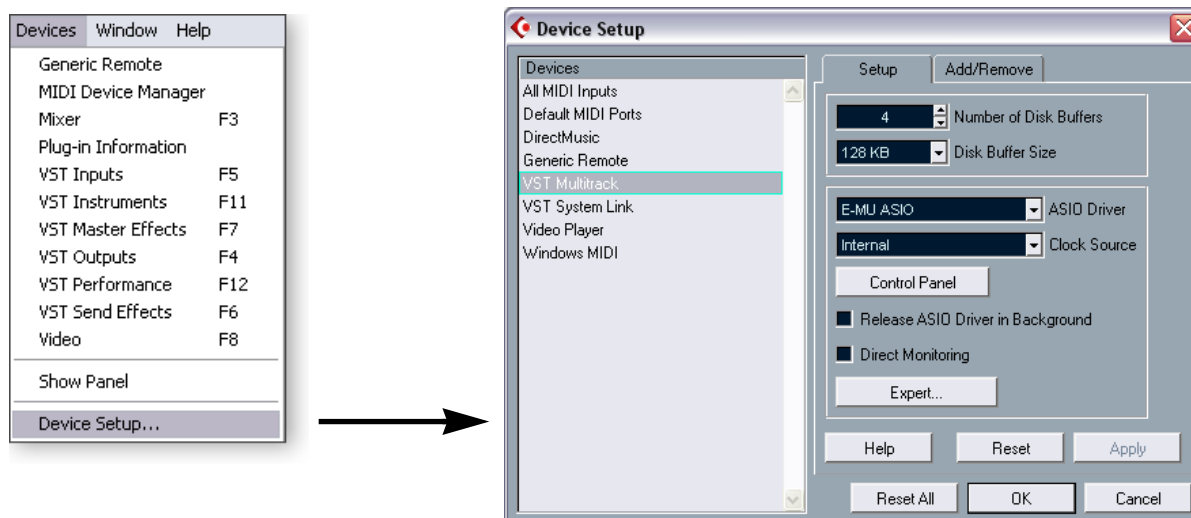 Devices Window Help
Generic Remote
MIDI Device Manager
Mixer F3
Plug-in Information
VST Inputs F5
VST Instruments F11
VST Master Effects F7
VST Outputs F4
VST Performance F12
VST Send Effects F6
Video F8
Show Panel
Device Setup...
Device Setup
Devices
All MIDI Inputs
Default MIDI Ports
DirectMusic
Generic Remote
VST Multitrack
VST System Link
Video Player
Windows MIDI
Setup Add/Remove
4 Number of Disk Buffers
128 KB Disk Buffer Size
E-MU ASIO ASIO Driver
Internal Clock Source
Control Panel
Release ASIO Driver in Background
Direct Monitoring
Expert...
Help Reset Apply
Reset All OK Cancel